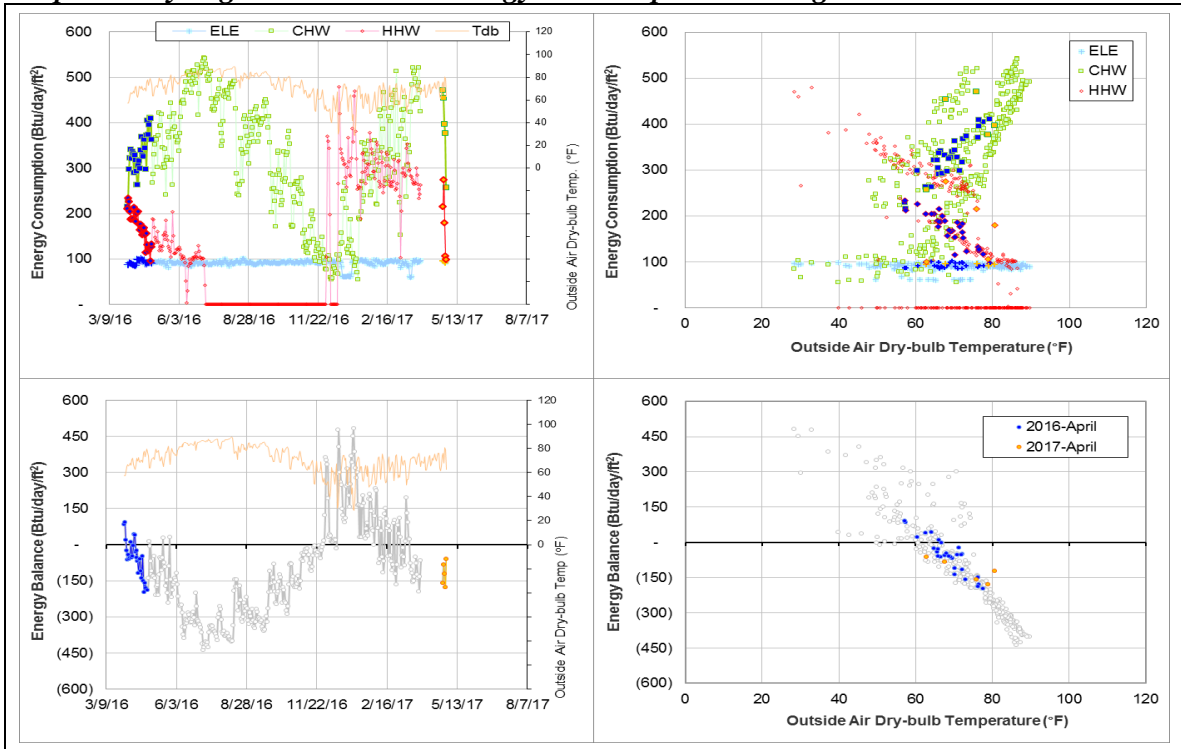 600 120
500 100
400 80
300 60
200 40
100 20
- 0
ELE CHW HHW Tdb
Energy Consumption (Btu/day/ft²)
Outside Air Dry-bulb Temp. (°F)
3/9/16 6/3/16 8/28/16 11/22/16 2/16/17 5/13/17 8/7/17
600
500
400
300
200
100
-
ELE
CHW
HHW
Energy Consumption (Btu/day/ft²)
0 20 40 60 80 100 120
Outside Air Dry-bulb Temperature (°F)
600 120
450 100
300 80
150 60
- 40
(150) 20
(300) 0
(450)
(600)
Energy Balance (Btu/day/ft²)
Outside Air Dry-bulb Temp (°F)
3/9/16 6/3/16 8/28/16 11/22/16 2/16/17 5/13/17 8/7/17
600
450
300
150
-
(150)
(300)
(450)
(600)
2016-April
2017-April
Energy Balance (Btu/day/ft²)
0 20 40 60 80 100 120
Outside Air Dry-bulb Temperature (°F)